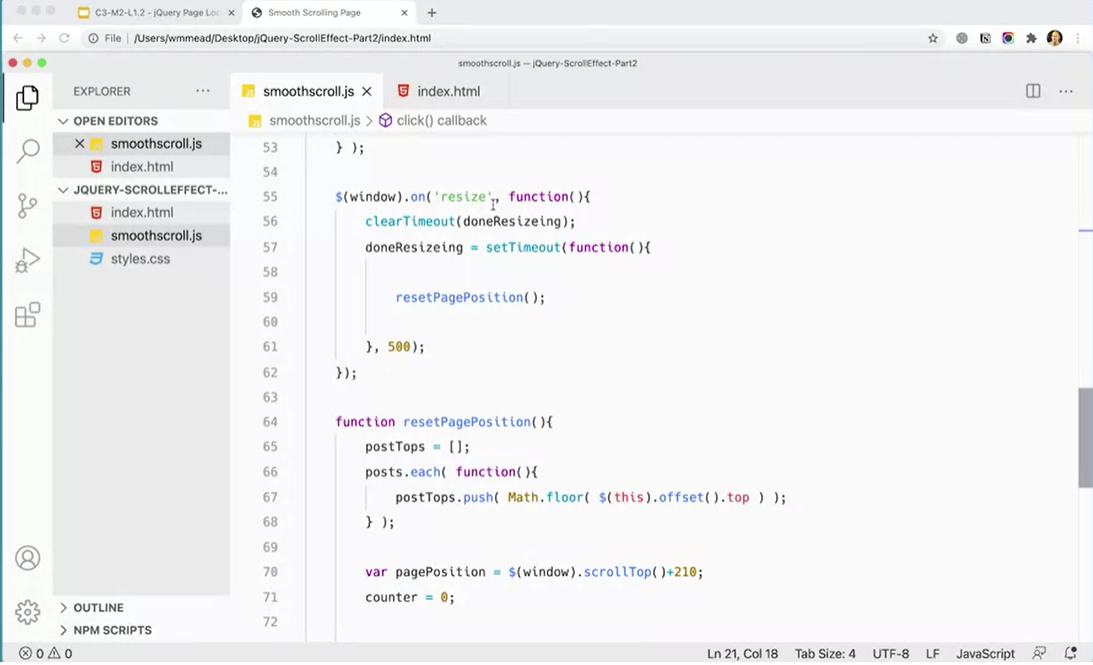 C3-M2-L1.2 - jQuery Page Loc
Smooth Scrolling Page
File /Users/wmmead/Desktop/jQuery-ScrollEffect-Part2/index.html
smoothscroll.js — jQuery-ScrollEffect-Part2
EXPLORER
smoothscroll.js
index.html
OPEN EDITORS
smoothscroll.js > click() callback
smoothscroll.js
index.html
JQUERY-SCROLLEFFECT-...
index.html
smoothscroll.js
styles.css
53 } );
54
55 $(window).on('resize', function(){
56 clearTimeout(doneResizeing);
57 doneResizeing = setTimeout(function(){
58
59 resetPagePosition();
60
61 }, 500);
62 });
63
64 function resetPagePosition(){
65 postTops = [];
66 posts.each( function(){
67 postTops.push( Math.floor( $(this).offset().top ) );
68 } );
69
70 var pagePosition = $(window).scrollTop()+210;
71 counter = 0;
72
OUTLINE
NPM SCRIPTS
0 0
Ln 21, Col 18 Tab Size: 4 UTF-8 LF JavaScript